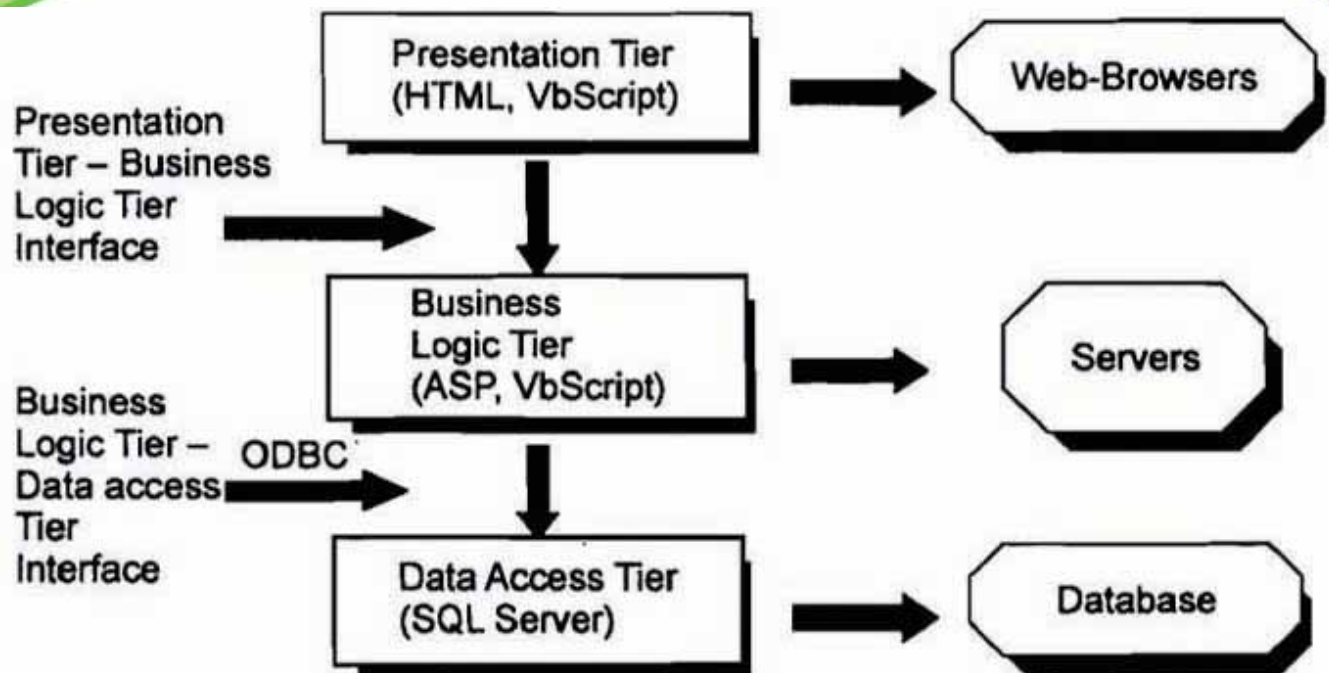 Presentation Tier
(HTML, VbScript)
Web-Browsers
Presentation
Tier – Business
Logic Tier
Interface
Business
Logic Tier
(ASP, VbScript)
Servers
Business
Logic Tier –
Data access
Tier
Interface
ODBC
Data Access Tier
(SQL Server)
Database